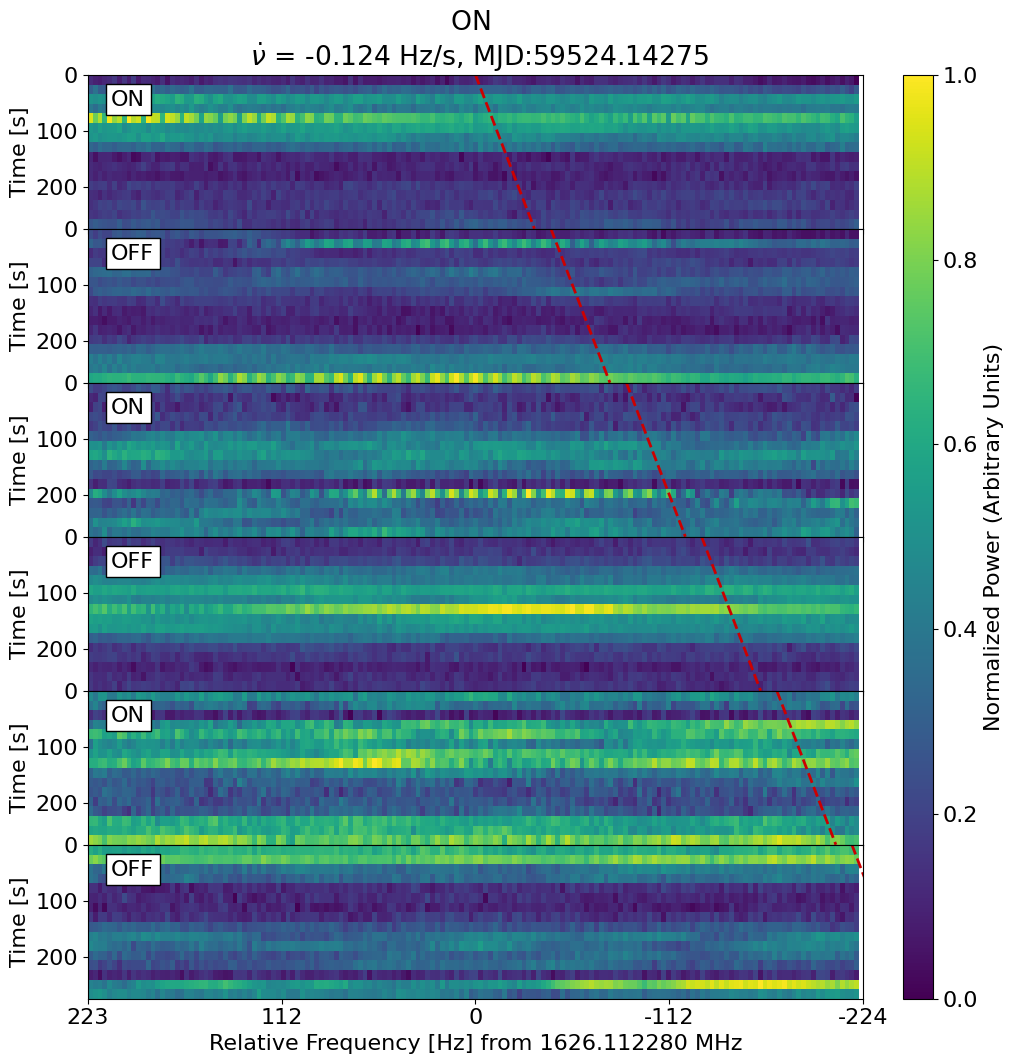 ON
ν̇ = -0.124 Hz/s, MJD:59524.14275
0
ON
100
200
Time [s]
0
OFF
100
200
Time [s]
0
ON
100
200
Time [s]
0
OFF
100
200
Time [s]
0
ON
100
200
Time [s]
0
OFF
100
200
Time [s]
223
112
0
-112
-224
Relative Frequency [Hz] from 1626.112280 MHz
1.0
0.8
0.6
0.4
0.2
0.0
Normalized Power (Arbitrary Units)